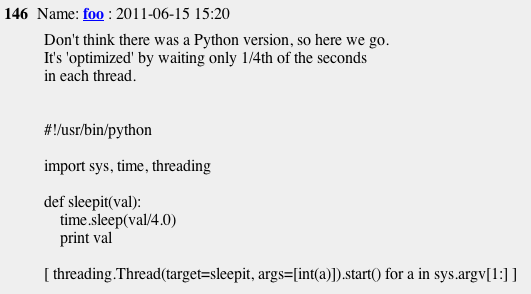 146 Name: foo : 2011-06-15 15:20
Don't think there was a Python version, so here we go.
It's 'optimized' by waiting only 1/4th of the seconds
in each thread.
#!/usr/bin/python
import sys, time, threading
def sleepit(val):
time.sleep(val/4.0)
print val
[ threading.Thread(target=sleepit, args=[int(a)]).start() for a in sys.argv[1:] ]